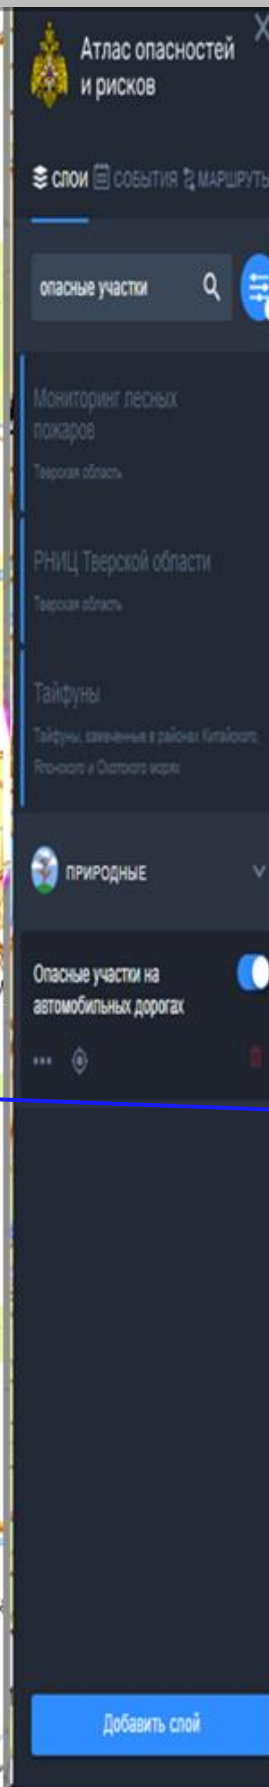 Атлас опасностей
и рисков
СЛОИ СОБЫТИЯ МАРШРУТЫ
опасные участки
Мониторинг лесных
пожаров
Тверская область
РНИЦ Тверской области
Тверская область
Тайфуны
Тайфуны, замеченные в районах Китайского,
Японского и Охотского морях
ПРИРОДНЫЕ
Опасные участки на
автомобильных дорогах
Добавить слой